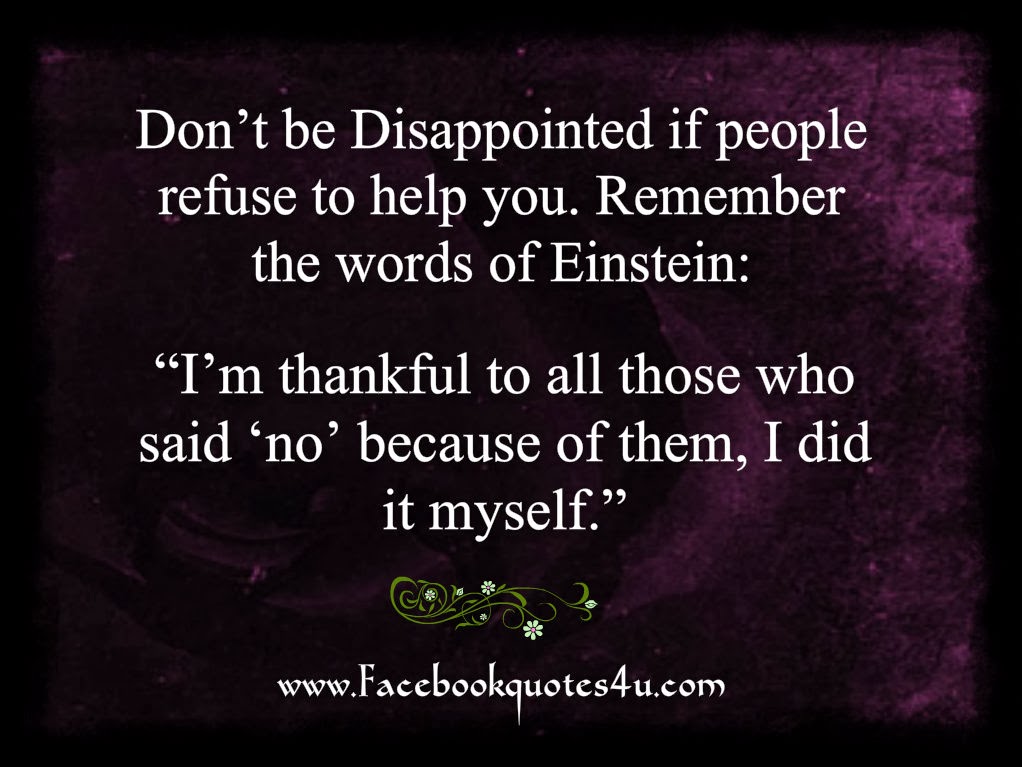 Don’t be Disappointed if people
refuse to help you. Remember
the words of Einstein:
“I’m thankful to all those who
said ‘no’ because of them, I did
it myself.”
www.Facebookquotes4u.com